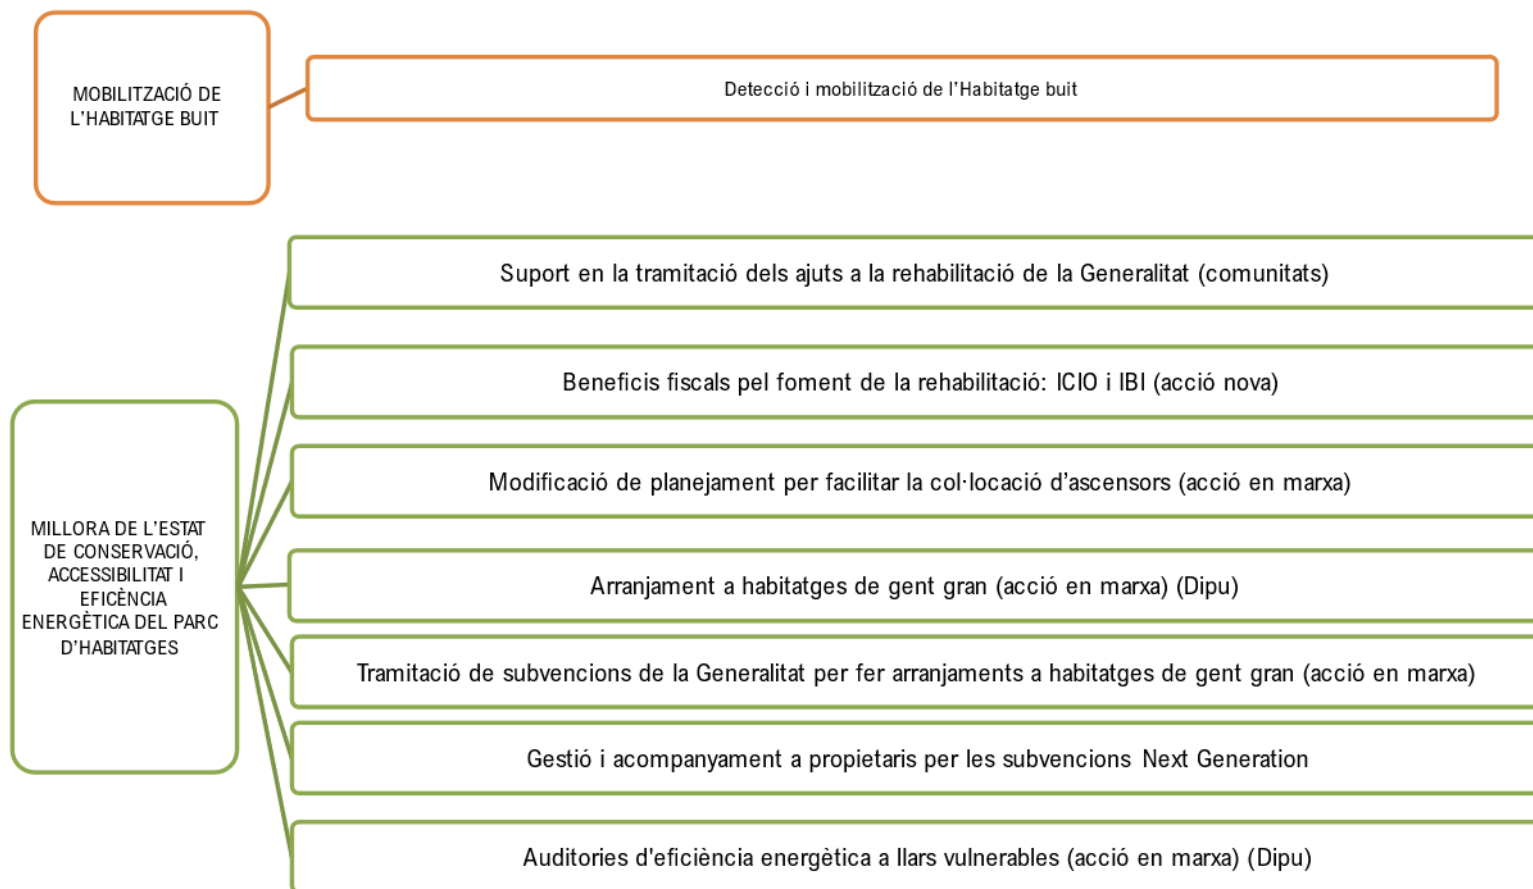 MOBILITZACIÓ DE
L'HABITATGE BUIT
Detecció i mobilització de l'Habitatge buit
MILLORA DE L'ESTAT
DE CONSERVACIÓ,
ACCESSIBILITAT I
EFICÈNCIA
ENERGÈTICA DEL PARC
D'HABITATGES
Suport en la tramitació dels ajuts a la rehabilitació de la Generalitat (comunitats)
Beneficis fiscals pel foment de la rehabilitació: ICIO i IBI (acció nova)
Modificació de planejament per facilitar la col·locació d'ascensors (acció en marxa)
Arranjament a habitatges de gent gran (acció en marxa) (Dipu)
Tramitació de subvencions de la Generalitat per fer arranjaments a habitatges de gent gran (acció en marxa)
Gestió i acompanyament a propietaris per les subvencions Next Generation
Auditories d'eficiència energètica a llars vulnerables (acció en marxa) (Dipu)